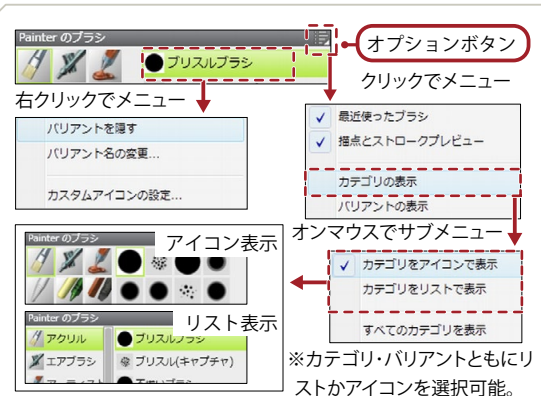 Painter のブラシ
オプションボタン
ブリスルブラシ
クリックでメニュー
右クリックでメニュー
バリアントを隠す
バリアント名の変更...
カスタムアイコンの設定...
最近使ったブラシ
描点とストロークプレビュー
カテゴリの表示
バリアントの表示
オンマウスでサブメニュー
カテゴリをアイコンで表示
カテゴリをリストで表示
すべてのカテゴリを表示
Painter のブラシ
アイコン表示
Painter のブラシ
リスト表示
アクリル
ブリスルブラシ
エアブラシ
ブリスル(キャプチャ)
※カテゴリ・バリアントともにリ
ストかアイコンを選択可能。